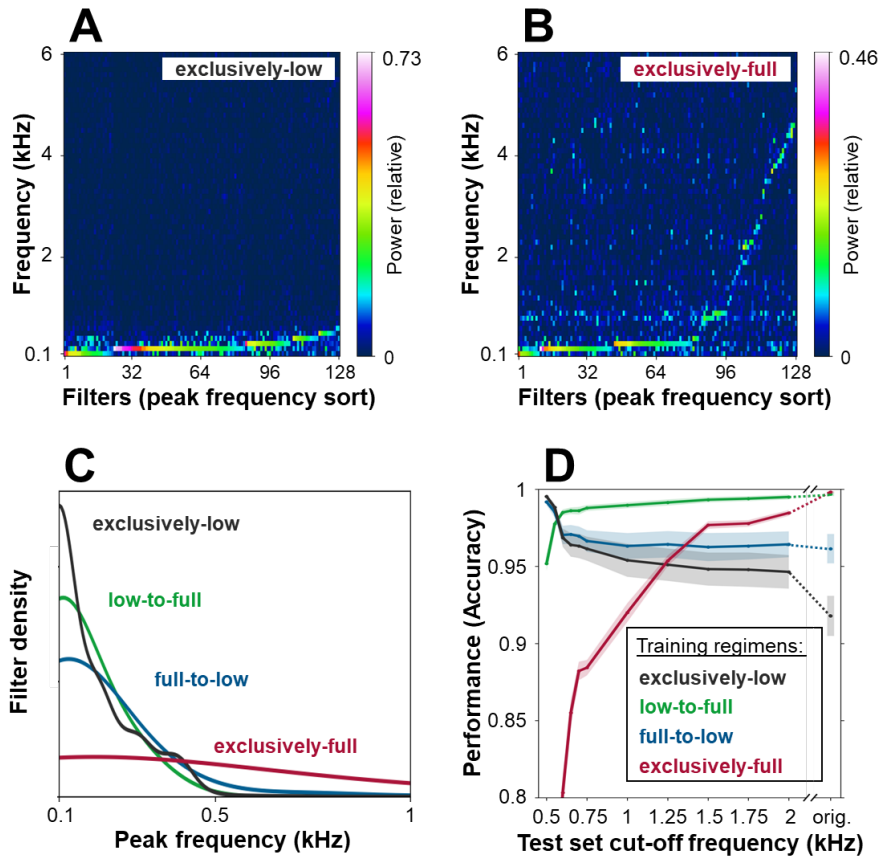 A
exclusively-low
6
4
2
0.1
Frequency (kHz)
1 32 64 96 128
Filters (peak frequency sort)
0.73
0
Power (relative)
B
exclusively-full
6
4
2
0.1
Frequency (kHz)
1 32 64 96 128
Filters (peak frequency sort)
0.46
0
Power (relative)
C
exclusively-low
low-to-full
full-to-low
exclusively-full
Filter density
0.1 0.5 1
Peak frequency (kHz)
D
1
0.95
0.9
0.85
0.8
Performance (Accuracy)
Training regimens:
exclusively-low
low-to-full
full-to-low
exclusively-full
0.5 0.75 1 1.25 1.5 1.75 2 orig.
Test set cut-off frequency (kHz)